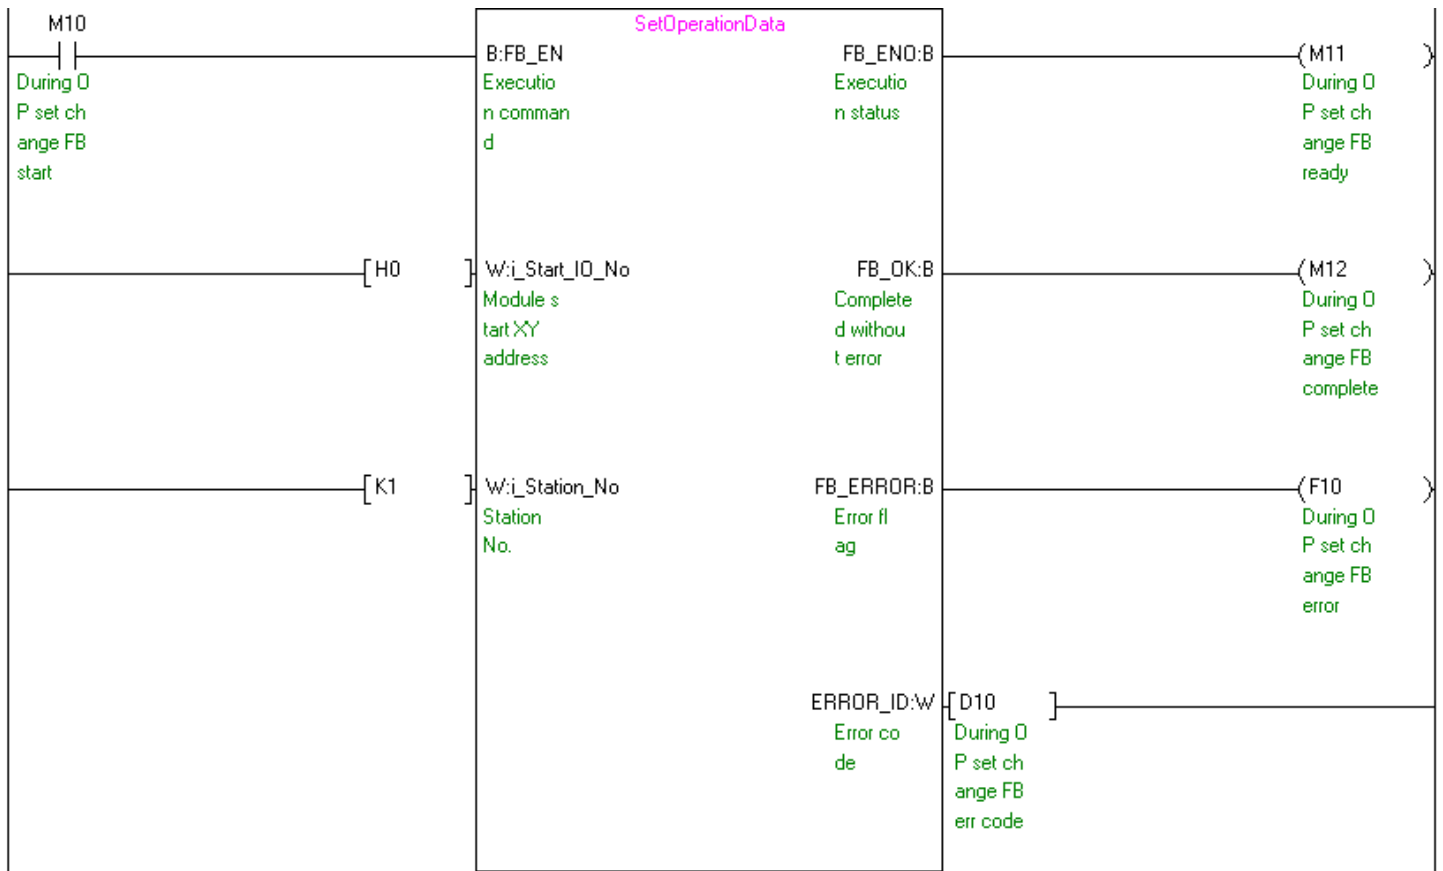 M10
SetOperationData
B:FB_EN
FB_ENO:B
M11
During O
P set ch
ange FB
start
Executio
n comman
d
Executio
n status
During O
P set ch
ange FB
ready
H0
W:i_Start_IO_No
FB_OK:B
M12
Module s
tart XY
address
Complete
d withou
t error
During O
P set ch
ange FB
complete
K1
W:i_Station_No
FB_ERROR:B
F10
Station
No.
Error fl
ag
During O
P set ch
ange FB
error
ERROR_ID:W
D10
Error co
de
During O
P set ch
ange FB
err code